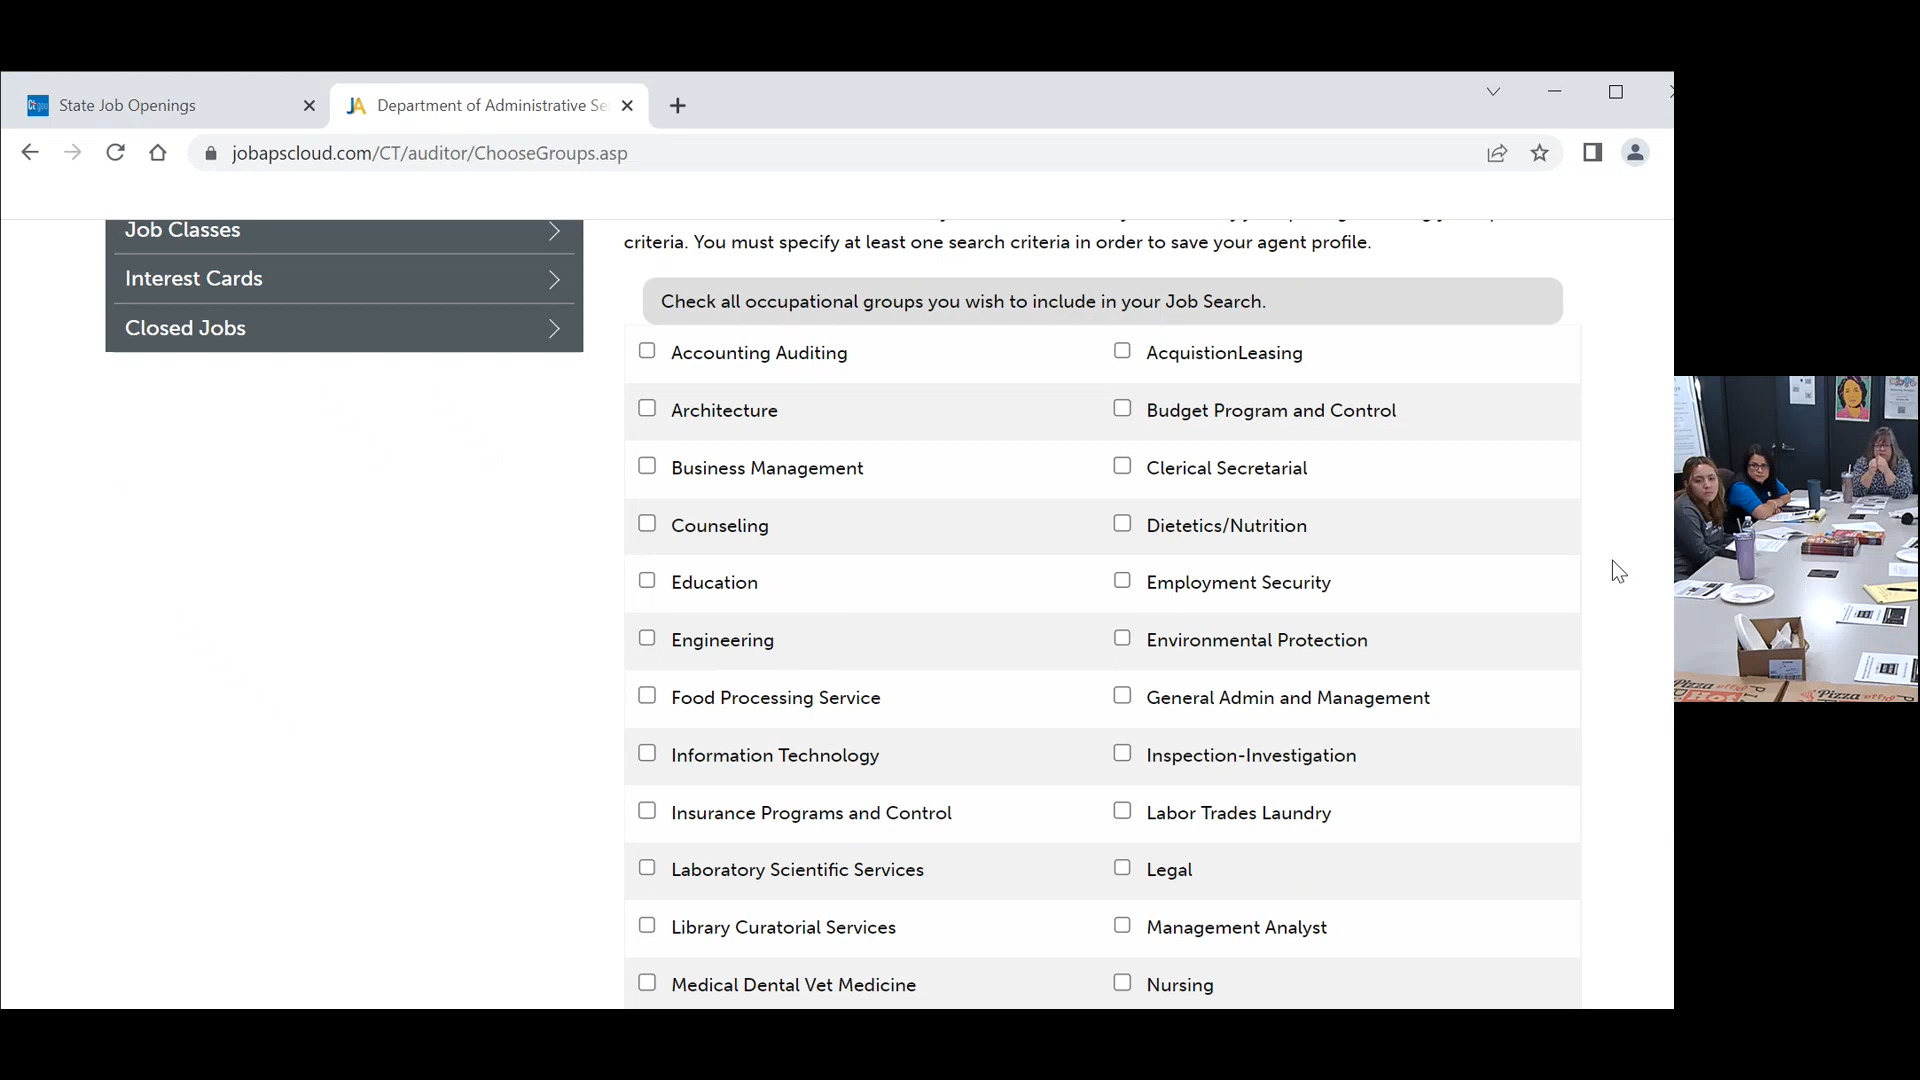 State Job Openings
Department of Administrative Se
jobapscloud.com/CT/auditor/ChooseGroups.asp
Job Classes
Interest Cards
Closed Jobs
criteria. You must specify at least one search criteria in order to save your agent profile.
Check all occupational groups you wish to include in your Job Search.
Accounting Auditing
AcquistionLeasing
Architecture
Budget Program and Control
Business Management
Clerical Secretarial
Counseling
Dietetics/Nutrition
Education
Employment Security
Engineering
Environmental Protection
Food Processing Service
General Admin and Management
Information Technology
Inspection-Investigation
Insurance Programs and Control
Labor Trades Laundry
Laboratory Scientific Services
Legal
Library Curatorial Services
Management Analyst
Medical Dental Vet Medicine
Nursing
Pizza
Hot
Pizza